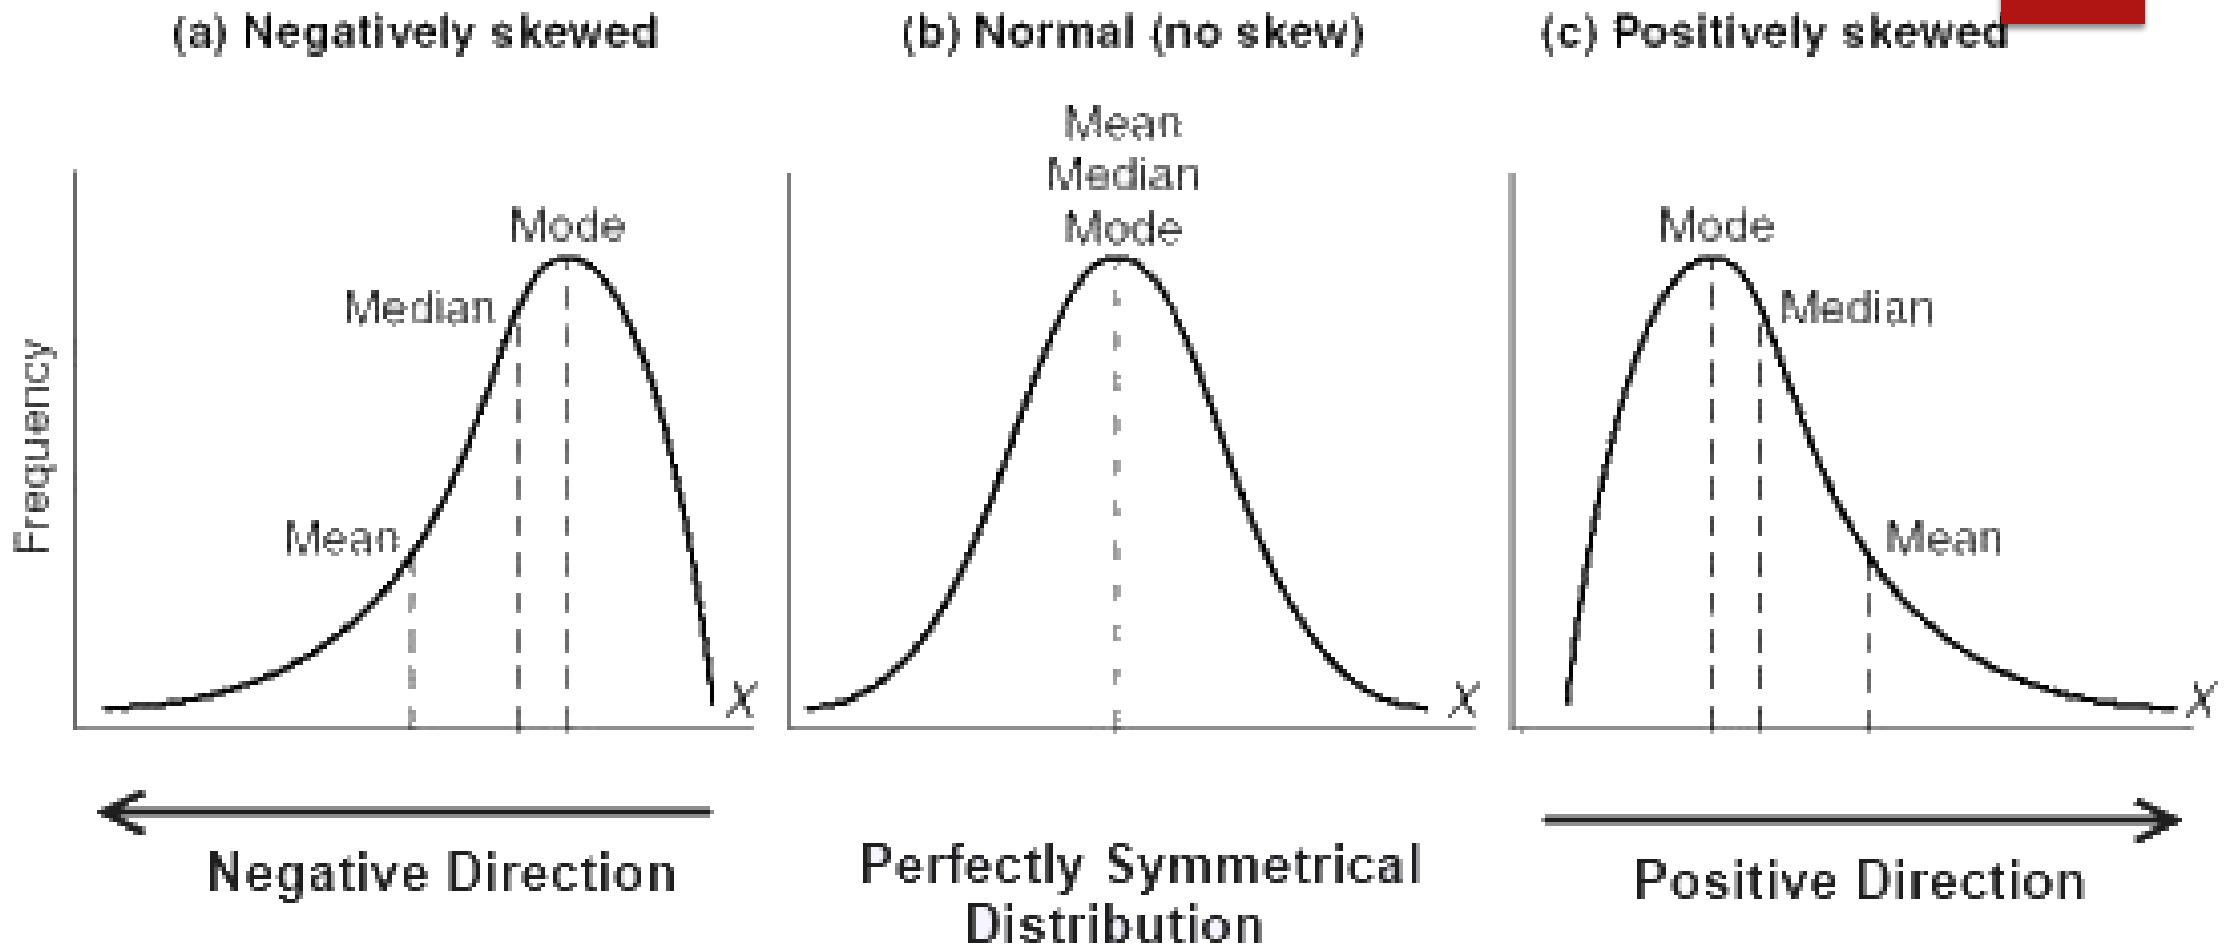 (a) Negatively skewed
(b) Normal (no skew)
(c) Positively skewed
Frequency
Mean
Median
Mode
X
Mean
Median
Mode
X
Mode
Median
Mean
X
Negative Direction
Perfectly Symmetrical
Distribution
Positive Direction